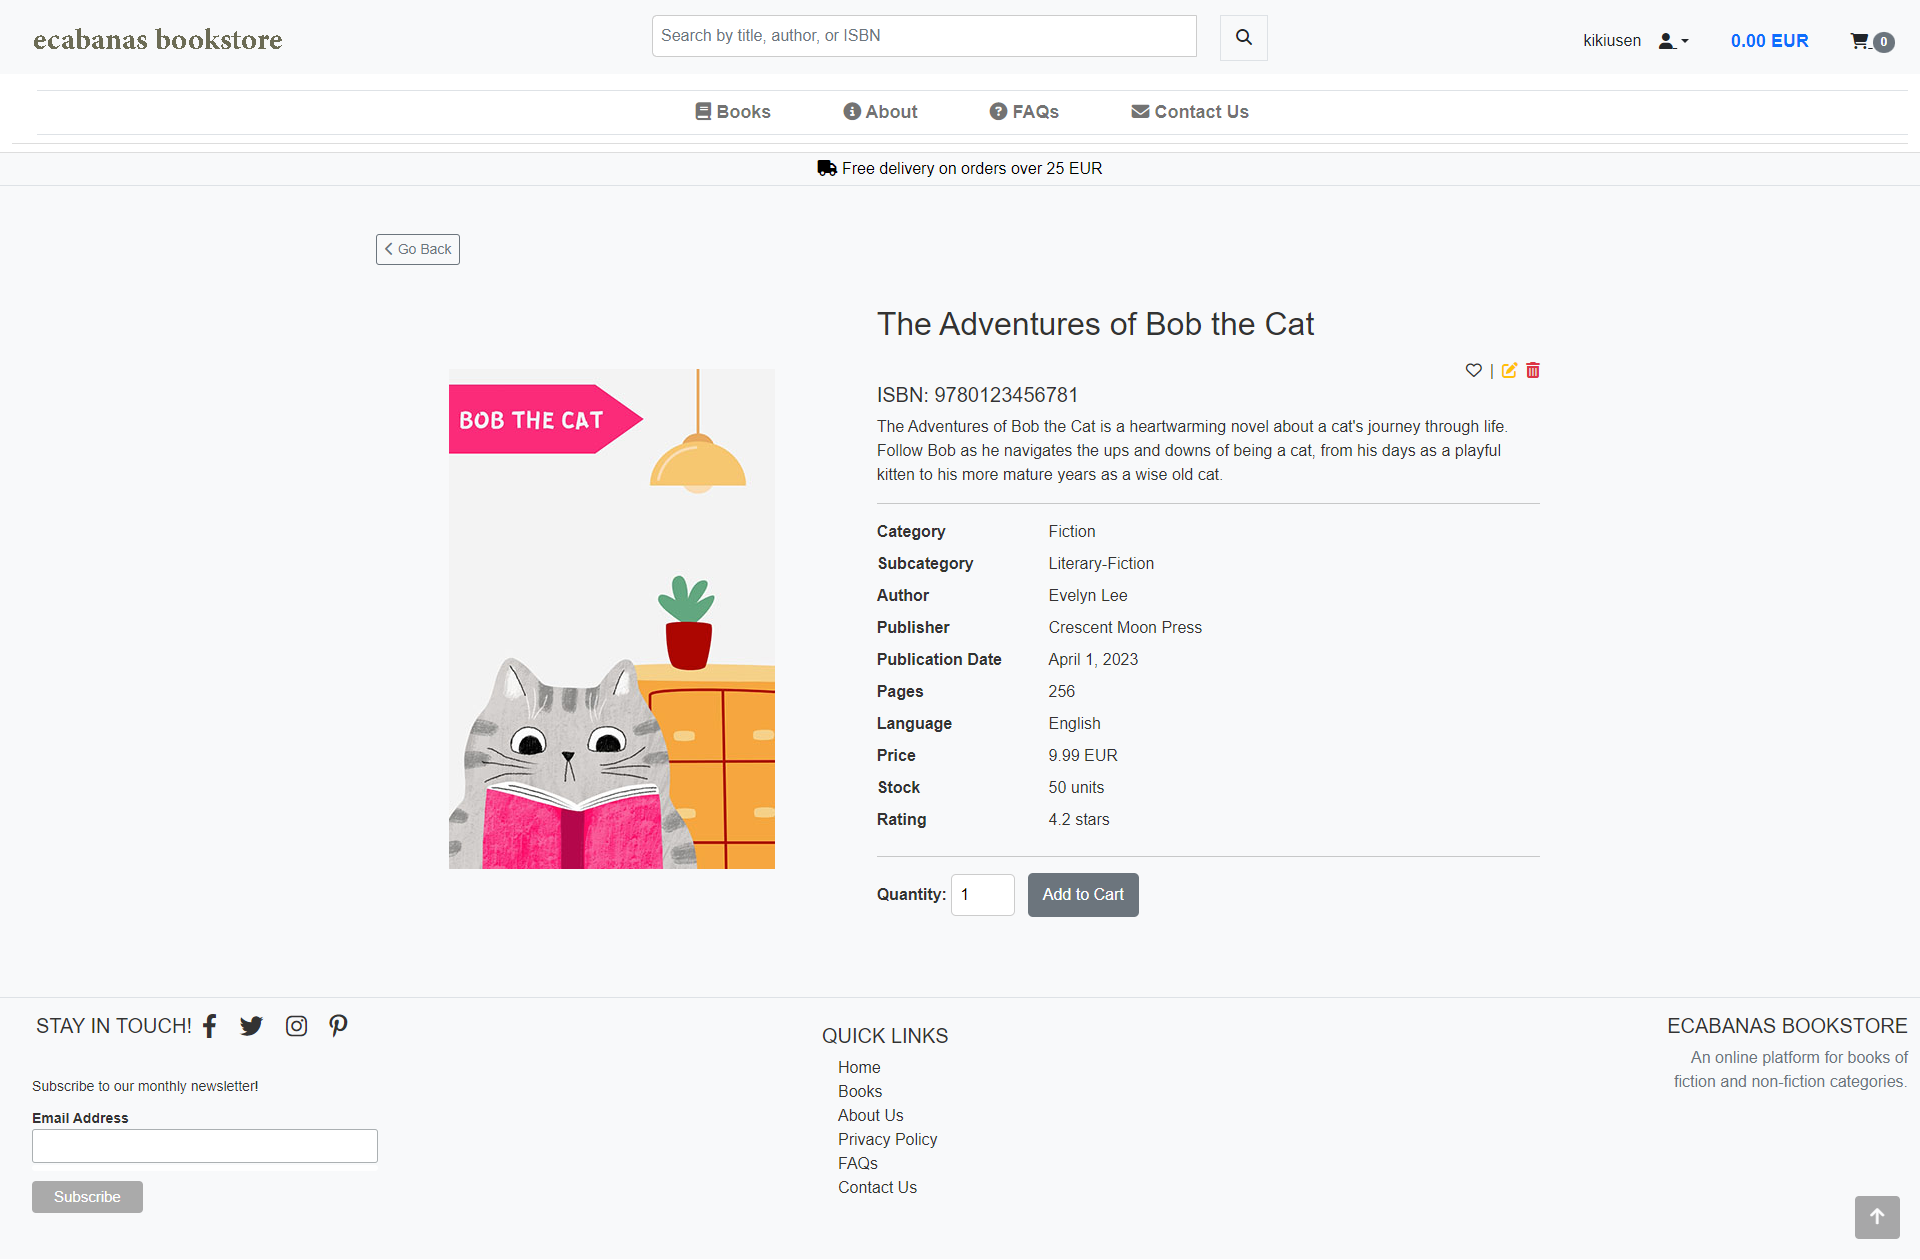 ecabanas bookstore
Search by title, author, or ISBN
kikiusen
0.00 EUR
0
Books
About
FAQs
Contact Us
Free delivery on orders over 25 EUR
Go Back
BOB THE CAT
The Adventures of Bob the Cat
|
ISBN: 9780123456781
The Adventures of Bob the Cat is a heartwarming novel about a cat's journey through life.
Follow Bob as he navigates the ups and downs of being a cat, from his days as a playful
kitten to his more mature years as a wise old cat.
Category Fiction
Subcategory Literary-Fiction
Author Evelyn Lee
Publisher Crescent Moon Press
Publication Date April 1, 2023
Pages 256
Language English
Price 9.99 EUR
Stock 50 units
Rating 4.2 stars
Quantity: 1 Add to Cart
STAY IN TOUCH!
Subscribe to our monthly newsletter!
Email Address
Subscribe
QUICK LINKS
Home
Books
About Us
Privacy Policy
FAQs
Contact Us
ECABANAS BOOKSTORE
An online platform for books of
fiction and non-fiction categories.